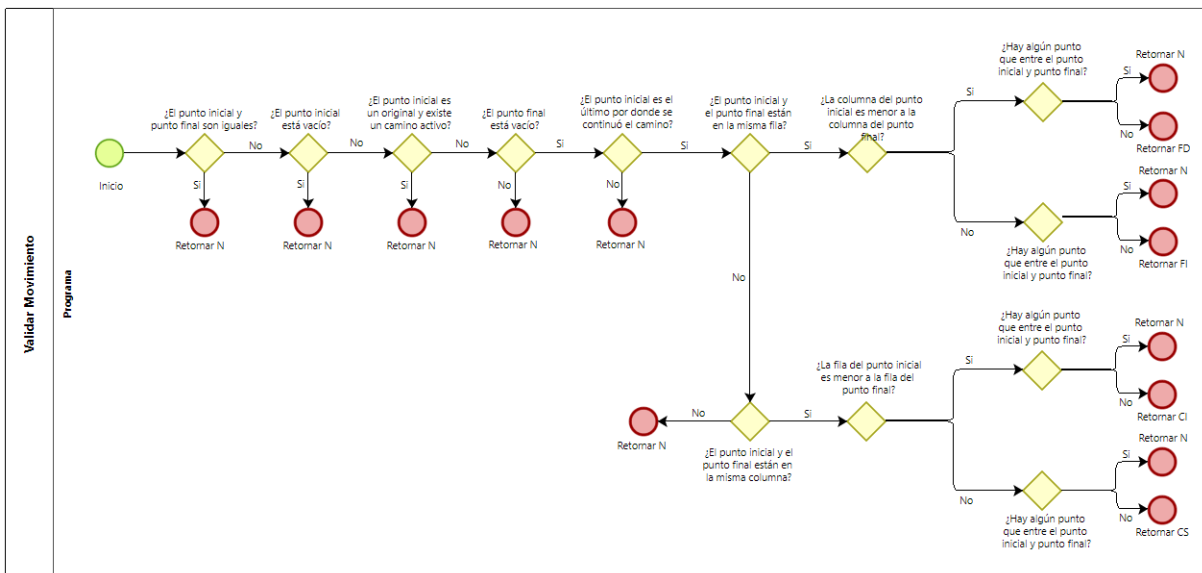 Validar Movimiento
Programa
Inicio
¿El punto inicial y
punto final son iguales?
No
Si
Retornar N
¿El punto inicial
está vacío?
No
Si
Retornar N
¿El punto inicial es
un original y existe
un camino activo?
No
Si
Retornar N
¿El punto final
está vacío?
Si
No
Retornar N
¿El punto inicial es el
último por donde se
continuó el camino?
Si
No
Retornar N
¿El punto inicial y
el punto final están
en la misma fila?
Si
No
¿La columna del punto
inicial es menor a la
columna del punto
final?
Si
No
¿Hay algún punto
que entre el punto
inicial y punto final?
Si
Retornar N
No
Retornar FD
¿Hay algún punto
que entre el punto
inicial y punto final?
Si
Retornar N
No
Retornar FI
¿El punto inicial y el
punto final están en
la misma columna?
No
Retornar N
Si
¿La fila del punto inicial
es menor a la fila del
punto final?
Si
No
¿Hay algún punto
que entre el punto
inicial y punto final?
Si
Retornar N
No
Retornar CI
¿Hay algún punto
que entre el punto
inicial y punto final?
Si
Retornar N
No
Retornar CS